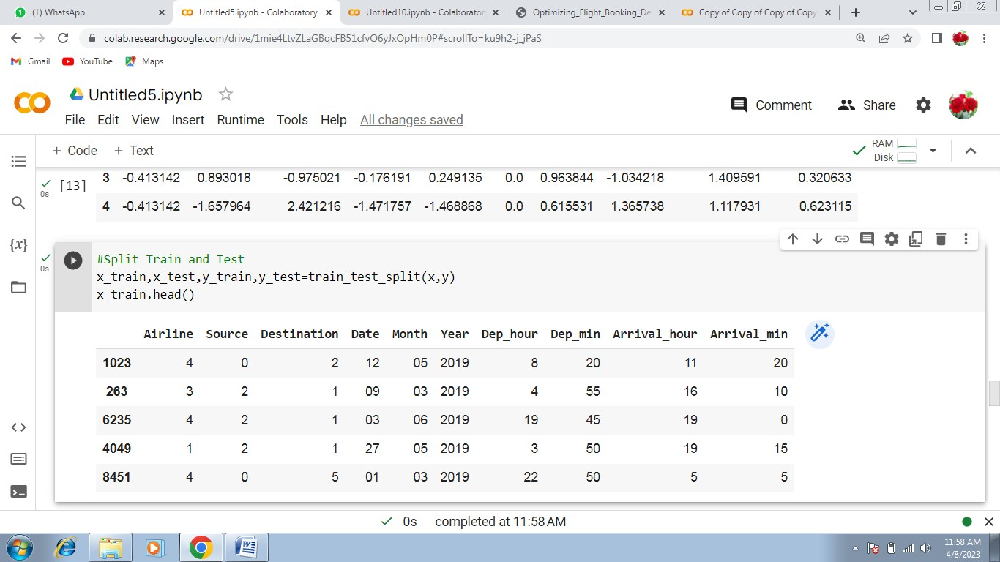 (1) WhatsApp
Untitled5.ipynb - Colaboratory
Untitled10.ipynb - Colaborator
Optimizing_Flight_Booking_De
Copy of Copy of Copy of Copy
colab.research.google.com/drive/1mie4LtvZLaGBqcFB51cfvO6yJxOpHm0P#scrollTo=ku9h2-j_jPaS
Gmail YouTube Maps
CO Untitled5.ipynb
Comment Share
File Edit View Insert Runtime Tools Help All changes saved
+ Code + Text
RAM
Disk
[13] 3 -0.413142 0.893018 -0.975021 -0.176191 0.249135 0.0 0.963844 -1.034218 1.409591 0.320633
0s
4 -0.413142 -1.657964 2.421216 -1.471757 -1.468868 0.0 0.615531 1.365738 1.117931 0.623115
{x}
0s
#Split Train and Test
x_train,x_test,y_train,y_test=train_test_split(x,y)
x_train.head()
Airline Source Destination Date Month Year Dep_hour Dep_min Arrival_hour Arrival_min
1023 4 0 2 12 05 2019 8 20 11 20
263 3 2 1 09 03 2019 4 55 16 10
6235 4 2 1 03 06 2019 19 45 19 0
4049 1 2 1 27 05 2019 3 50 19 15
8451 4 0 5 01 03 2019 22 50 5 5
0s completed at 11:58 AM
11:58 AM
4/8/2023